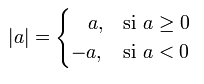 |a| = { a, si a ≥ 0
-a, si a < 0